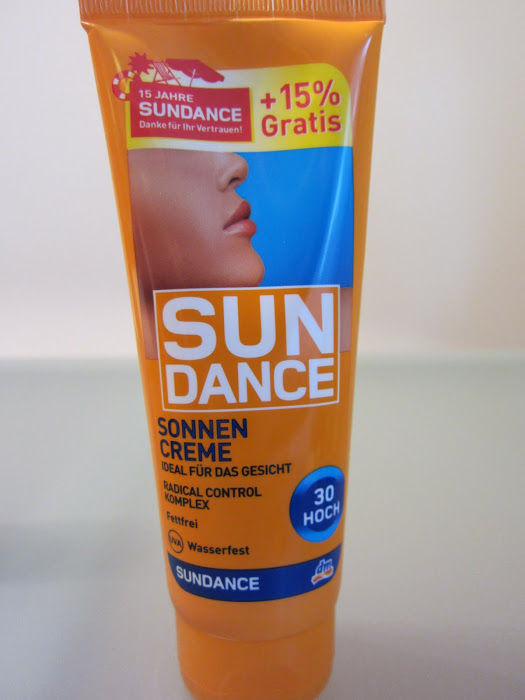 15 JAHRE
SUNDANCE
Danke für Ihr Vertrauen!
+15%
Gratis
SUN
DANCE
SONNEN
CREME
IDEAL FÜR DAS GESICHT
RADICAL CONTROL
KOMPLEX
30
HOCH
Fettfrei
UVA Wasserfest
SUNDANCE
dm